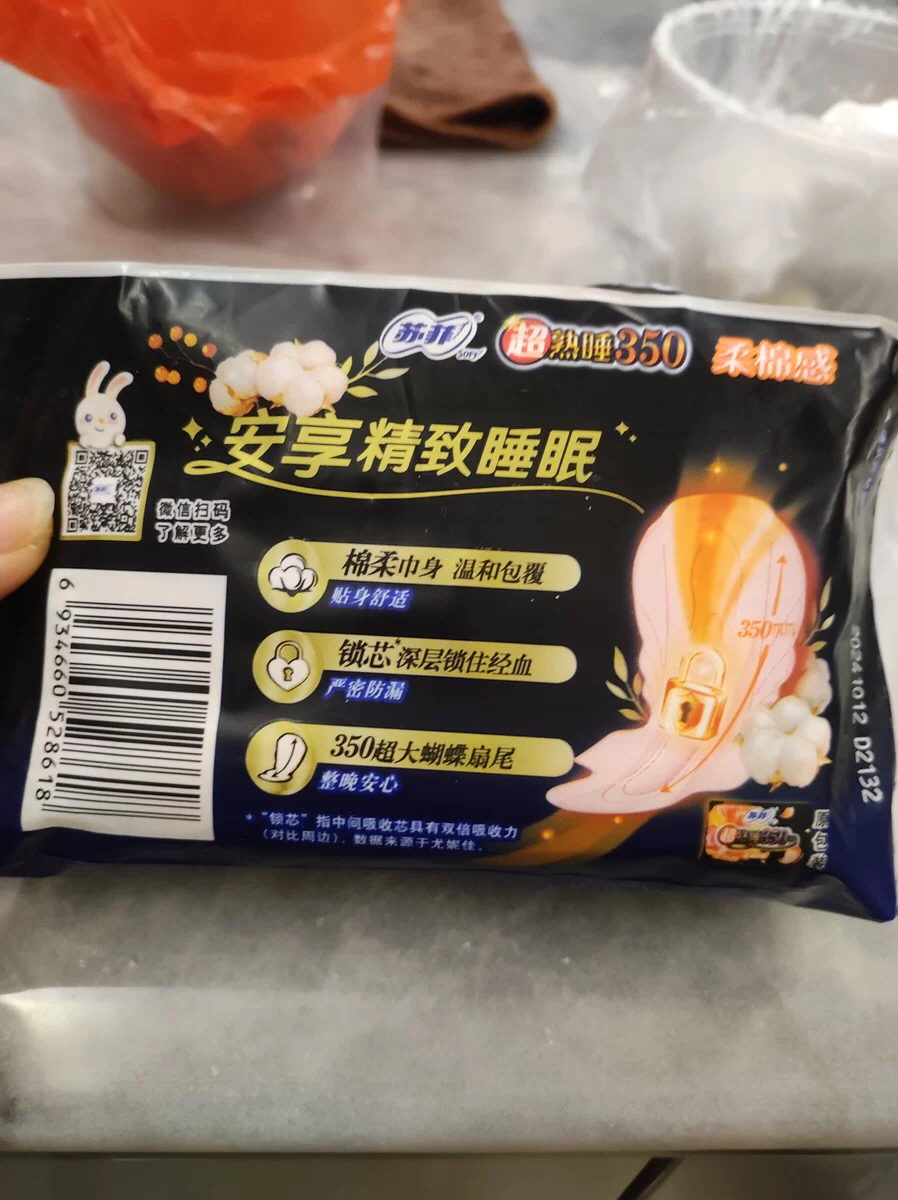 苏菲 SOFY 超熟睡350 柔棉感
安享精致睡眠
微信扫码
了解更多
棉柔巾身 温和包覆
贴身舒适
锁芯*深层锁住经血
严密防漏
350超大蝴蝶扇尾
整晚安心
* “锁芯”指中间吸收芯具有双倍吸收力
(对比周边), 数据来源于尤妮佳。
350mm
6 934660 528618
20241012 D2132
原包装